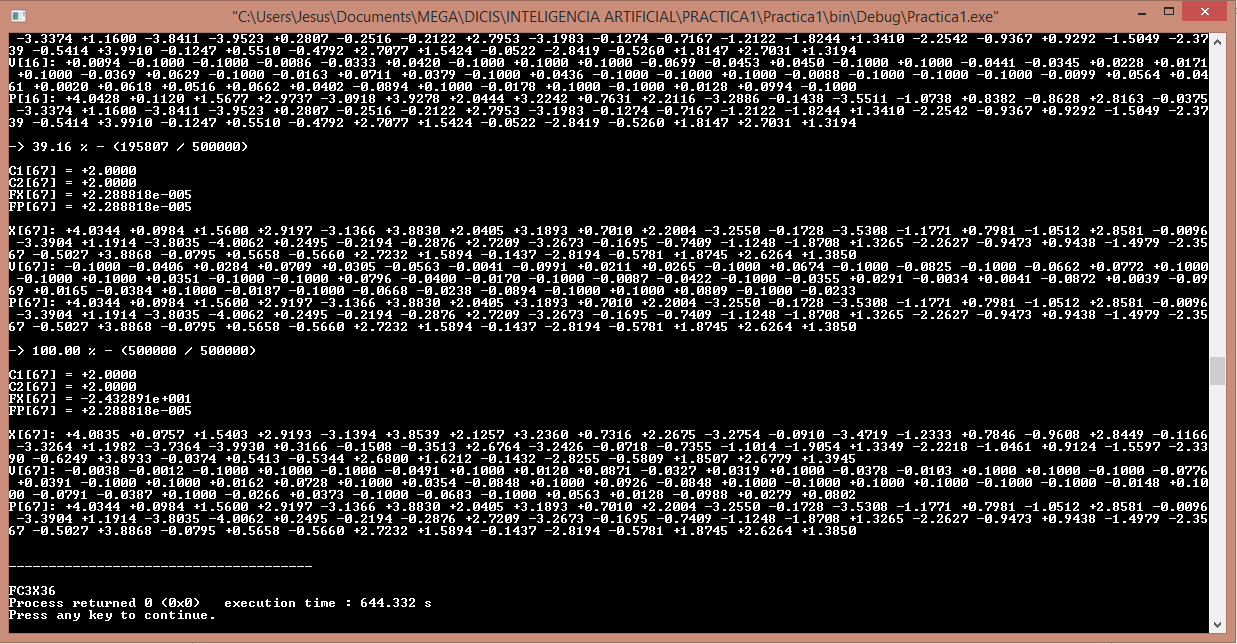 "C:\Users\Jesus\Documents\MEGA\DICIS\INTELIGENCIA ARTIFICIAL\PRACTICA1\Practica1\bin\Debug\Practica1.exe"
-3.3374 +1.1600 -3.8411 -3.9523 +0.2807 -0.2516 -0.2122 +2.7953 -3.1983 -0.1274 -0.7167 -1.2122 -1.8244 +1.3410 -2.2542 -0.9367 +0.9292 -1.5049 -2.37
39 -0.5414 +3.9910 -0.1247 +0.5510 -0.4792 +2.7077 +1.5424 -0.0522 -2.8419 -0.5260 +1.8147 +2.7031 +1.3194
V[16]: +0.0094 -0.1000 -0.1000 -0.0086 -0.0333 +0.0420 -0.1000 +0.1000 +0.1000 -0.0699 -0.0453 +0.0450 -0.1000 +0.1000 -0.0441 -0.0345 +0.0228 +0.0171
+0.1000 -0.0369 +0.0629 -0.1000 -0.0163 +0.0711 +0.0379 -0.1000 +0.0436 -0.1000 -0.1000 +0.1000 -0.0088 -0.1000 -0.1000 -0.1000 -0.0099 +0.0564 +0.04
61 +0.0020 +0.0618 +0.0516 +0.0662 +0.0402 -0.0894 +0.1000 -0.0178 +0.1000 -0.1000 +0.0128 +0.0994 -0.1000
P[16]: +4.0428 +0.1120 +1.5677 +2.9737 -3.0918 +3.9278 +2.0444 +3.2242 +0.7631 +2.2116 -3.2886 -0.1438 -3.5511 -1.0738 +0.8382 -0.8628 +2.8163 -0.0375
-3.3374 +1.1600 -3.8411 -3.9523 +0.2807 -0.2516 -0.2122 +2.7953 -3.1983 -0.1274 -0.7167 -1.2122 -1.8244 +1.3410 -2.2542 -0.9367 +0.9292 -1.5049 -2.37
39 -0.5414 +3.9910 -0.1247 +0.5510 -0.4792 +2.7077 +1.5424 -0.0522 -2.8419 -0.5260 +1.8147 +2.7031 +1.3194
-> 39.16 % - (195807 / 500000)
C1[67] = +2.0000
C2[67] = +2.0000
FX[67] = +2.288818e-005
FP[67] = +2.288818e-005
X[67]: +4.0344 +0.0984 +1.5600 +2.9197 -3.1366 +3.8830 +2.0405 +3.1893 +0.7010 +2.2004 -3.2550 -0.1728 -3.5308 -1.1771 +0.7981 -1.0512 +2.8581 -0.0096
-3.3904 +1.1914 -3.8035 -4.0062 +0.2495 -0.2194 -0.2876 +2.7209 -3.2673 -0.1695 -0.7409 -1.1248 -1.8708 +1.3265 -2.2627 -0.9473 +0.9438 -1.4979 -2.35
67 -0.5027 +3.8868 -0.0795 +0.5658 -0.5660 +2.7232 +1.5894 -0.1437 -2.8194 -0.5781 +1.8745 +2.6264 +1.3850
V[67]: -0.1000 -0.0406 +0.0284 +0.0709 +0.0305 -0.0563 -0.0041 -0.0991 +0.0211 +0.0265 -0.1000 +0.0674 -0.1000 -0.0825 -0.1000 -0.0662 +0.0772 +0.1000
-0.1000 +0.1000 +0.0351 -0.1000 -0.1000 +0.0796 -0.0400 -0.0170 -0.1000 -0.0087 -0.0422 -0.1000 -0.0355 +0.0291 -0.0034 +0.0041 -0.0872 +0.0039 -0.09
69 +0.0165 -0.0384 +0.1000 -0.0187 -0.1000 -0.0668 -0.0238 -0.0894 -0.1000 +0.1000 +0.0809 -0.1000 -0.0233
P[67]: +4.0344 +0.0984 +1.5600 +2.9197 -3.1366 +3.8830 +2.0405 +3.1893 +0.7010 +2.2004 -3.2550 -0.1728 -3.5308 -1.1771 +0.7981 -1.0512 +2.8581 -0.0096
-3.3904 +1.1914 -3.8035 -4.0062 +0.2495 -0.2194 -0.2876 +2.7209 -3.2673 -0.1695 -0.7409 -1.1248 -1.8708 +1.3265 -2.2627 -0.9473 +0.9438 -1.4979 -2.35
67 -0.5027 +3.8868 -0.0795 +0.5658 -0.5660 +2.7232 +1.5894 -0.1437 -2.8194 -0.5781 +1.8745 +2.6264 +1.3850
-> 100.00 % - (500000 / 500000)
C1[67] = +2.0000
C2[67] = +2.0000
FX[67] = -2.432891e+001
FP[67] = +2.288818e-005
X[67]: +4.0835 +0.0757 +1.5403 +2.9193 -3.1394 +3.8539 +2.1257 +3.2360 +0.7316 +2.2675 -3.2754 -0.0910 -3.4719 -1.2333 +0.7846 -0.9608 +2.8449 -0.1166
-3.3264 +1.1982 -3.7364 -3.9930 +0.3166 -0.1508 -0.3513 +2.6764 -3.2426 -0.0718 -0.7355 -1.1014 -1.9054 +1.3349 -2.2218 -1.0461 +0.9124 -1.5597 -2.33
90 -0.6249 +3.8933 -0.0374 +0.5413 -0.5344 +2.6800 +1.6212 -0.1432 -2.8255 -0.5809 +1.8507 +2.6779 +1.3945
V[67]: -0.0038 -0.0012 -0.1000 +0.1000 -0.1000 -0.0491 +0.1000 +0.0120 +0.0871 -0.0327 +0.0319 +0.1000 -0.0378 -0.0103 +0.1000 +0.1000 -0.1000 -0.0776
+0.0391 -0.1000 +0.1000 +0.0162 +0.0728 +0.1000 +0.0354 -0.0848 +0.1000 +0.0926 -0.0848 +0.1000 -0.1000 -0.1000 +0.1000 -0.1000 -0.1000 -0.0148 +0.10
00 -0.0791 -0.0387 +0.1000 -0.0266 +0.0373 -0.1000 -0.0683 -0.1000 +0.0563 +0.0128 -0.0988 +0.0279 +0.0802
P[67]: +4.0344 +0.0984 +1.5600 +2.9197 -3.1366 +3.8830 +2.0405 +3.1893 +0.7010 +2.2004 -3.2550 -0.1728 -3.5308 -1.1771 +0.7981 -1.0512 +2.8581 -0.0096
-3.3904 +1.1914 -3.8035 -4.0062 +0.2495 -0.2194 -0.2876 +2.7209 -3.2673 -0.1695 -0.7409 -1.1248 -1.8708 +1.3265 -2.2627 -0.9473 +0.9438 -1.4979 -2.35
67 -0.5027 +3.8868 -0.0795 +0.5658 -0.5660 +2.7232 +1.5894 -0.1437 -2.8194 -0.5781 +1.8745 +2.6264 +1.3850
--------------------------------------
FC3X36
Process returned 0 (0x0)   execution time : 644.332 s
Press any key to continue.